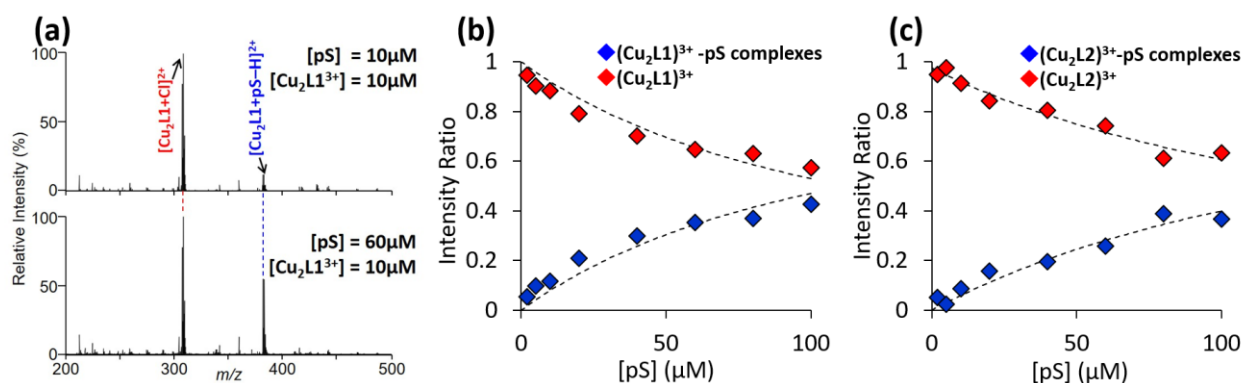 (a)
[pS] = 10μM
[Cu₂L1³⁺] = 10μM
[Cu₂L1+Cl]²⁺
[Cu₂L1+pS−H]²⁺
100
50
0
Relative Intensity (%)
[pS] = 60μM
[Cu₂L1³⁺] = 10μM
100
50
0
200 300 400 500
m/z
(b)
(Cu₂L1)³⁺ -pS complexes
(Cu₂L1)³⁺
Intensity Ratio
1
0.8
0.6
0.4
0.2
0
0 50 100
[pS] (μM)
(c)
(Cu₂L2)³⁺-pS complexes
(Cu₂L2)³⁺
Intensity Ratio
1
0.8
0.6
0.4
0.2
0
0 50 100
[pS] (μM)